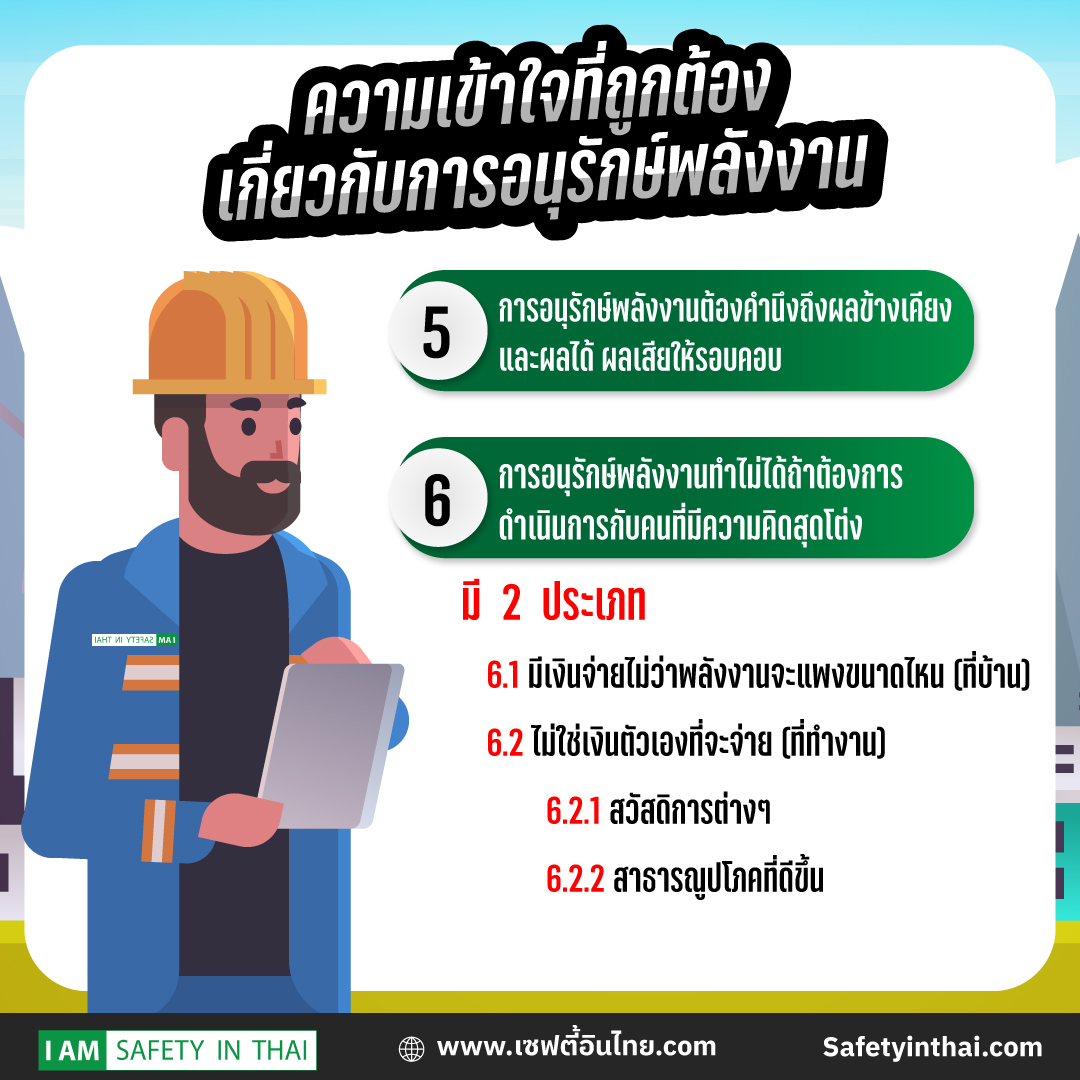 ความเข้าใจที่ถูกต้อง
เกี่ยวกับการอนุรักษ์พลังงาน
5
การอนุรักษ์พลังงานต้องคำนึงถึงผลข้างเคียง
และผลได้ ผลเสียให้รอบคอบ
6
การอนุรักษ์พลังงานทำไม่ได้ถ้าต้องการ
ดำเนินการกับคนที่มีความคิดสุดโต่ง
มี 2 ประเภท
6.1 มีเงินจ่ายไม่ว่าพลังงานจะแพงขนาดไหน (ที่บ้าน)
6.2 ไม่ใช่เงินตัวเองที่จะจ่าย (ที่ทำงาน)
6.2.1 สวัสดิการต่างๆ
6.2.2 สาธารณูปโภคที่ดีขึ้น
I AM SAFETY IN THAI
I AM SAFETY IN THAI
www.เซฟตี้อินไทย.com
Safetyinthai.com